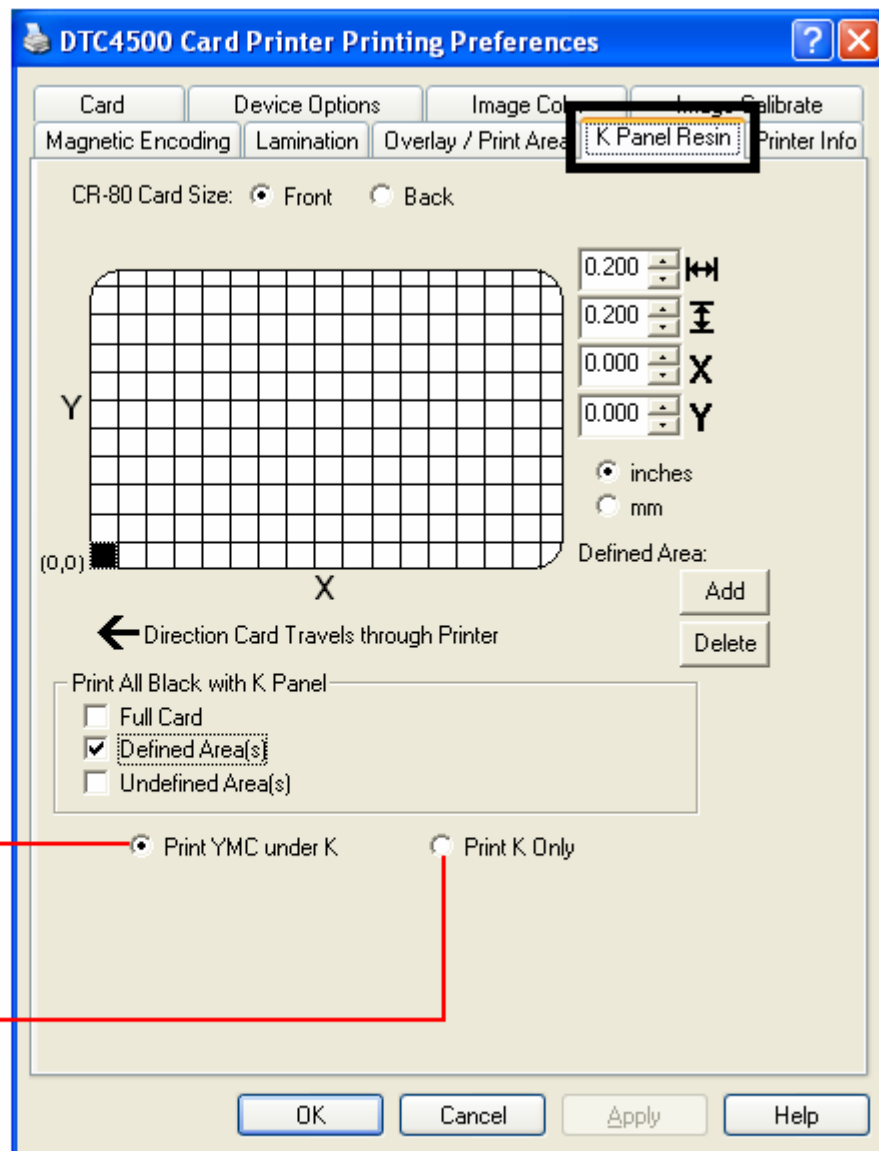 DTC4500 Card Printer Printing Preferences
Card Device Options Image Color Image Calibrate
Magnetic Encoding Lamination Overlay / Print Area K Panel Resin Printer Info
CR-80 Card Size: Front Back
0.200
0.200
0.000 X
Y 0.000 Y
inches
mm
(0,0) Defined Area:
X Add
Direction Card Travels through Printer Delete
Print All Black with K Panel
Full Card
Defined Area(s)
Undefined Area(s)
Print YMC under K Print K Only
OK Cancel Apply Help